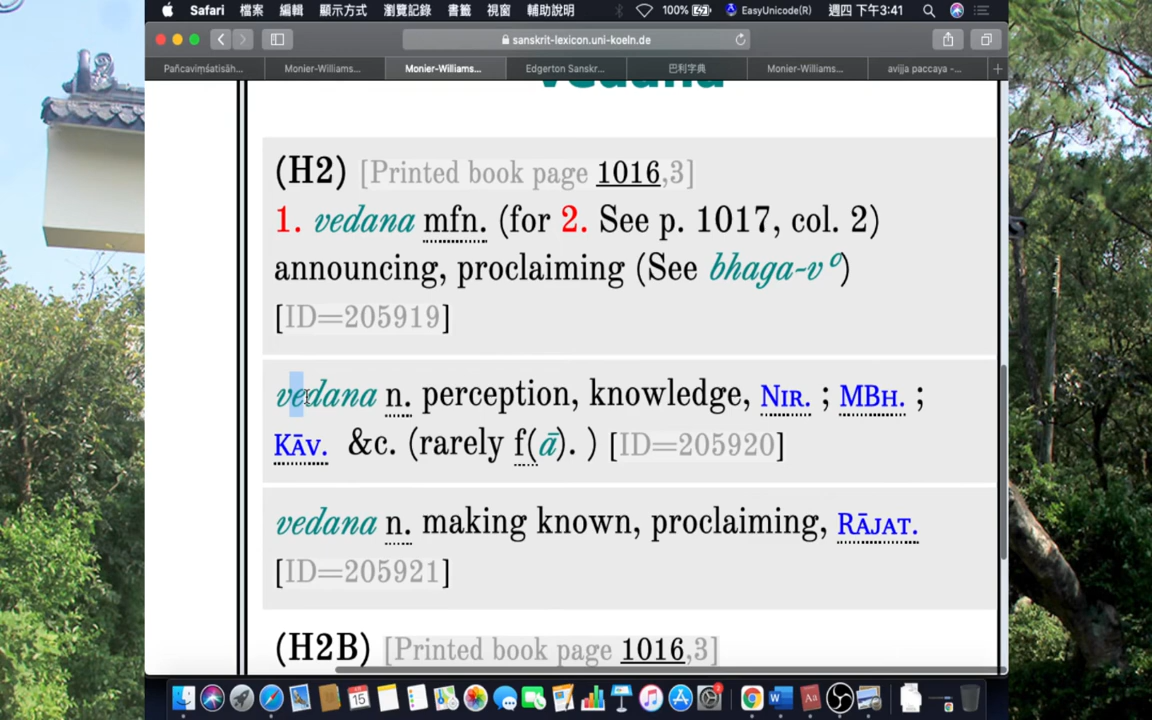 Safari 檔案 編輯 顯示方式 瀏覽記錄 書籤 視窗 輔助說明 100% EasyUnicode(R) 週四 下午3:41
sanskrit-lexicon.uni-koeln.de
Pañcaviṃśatisāh... Monier-Williams... Monier-Williams... Edgerton Sanskr... 巴利字典 Monier-Williams... avijja paccaya -...
vedana
(H2) [Printed book page 1016,3]
1. vedana mfn. (for 2. See p. 1017, col. 2)
announcing, proclaiming (See bhaga-v°)
[ID=205919]
vedana n. perception, knowledge, NIR. ; MBH. ;
KĀV. &c. (rarely f(ā). ) [ID=205920]
vedana n. making known, proclaiming, RĀJAT.
[ID=205921]
(H2B) [Printed book page 1016,3]
15
W Aa